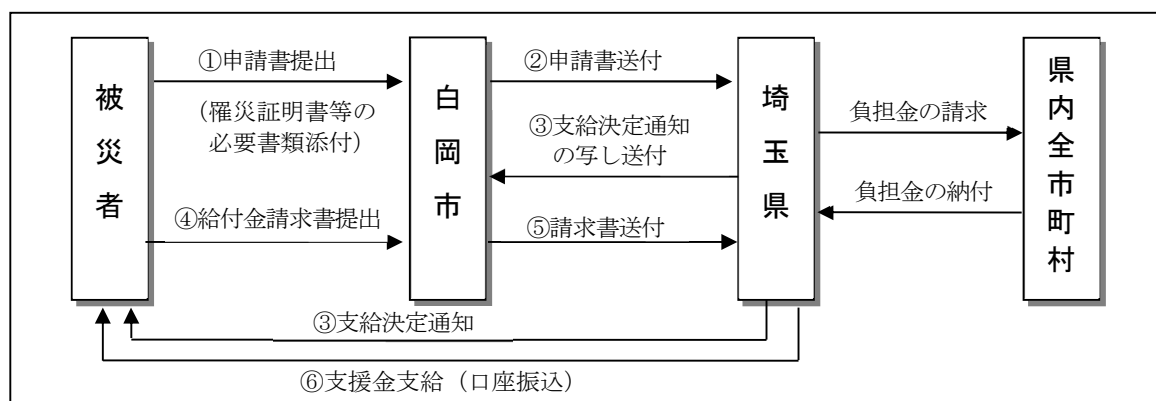 被災者
①申請書提出
(罹災証明書等の
必要書類添付)
④給付金請求書提出
白岡市
②申請書送付
③支給決定通知
の写し送付
⑤請求書送付
埼玉県
負担金の請求
負担金の納付
県内全市町村
③支給決定通知
⑥支援金支給(口座振込)